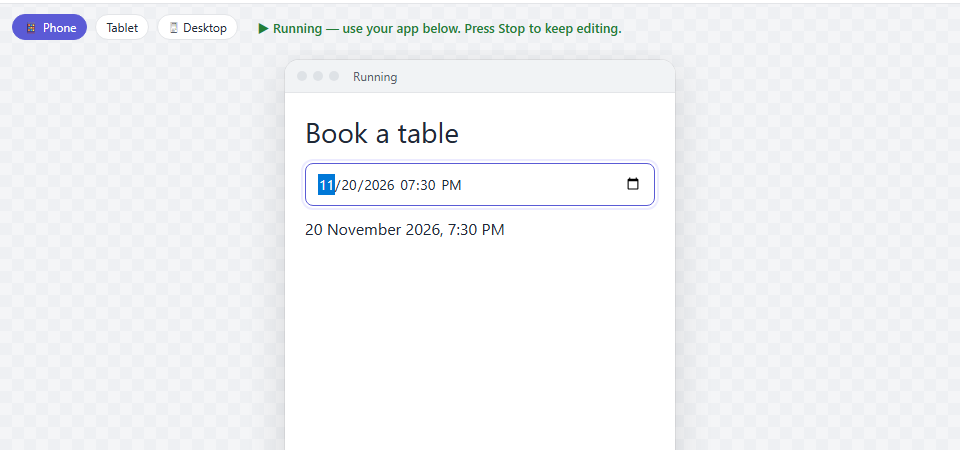 Phone Tablet Desktop ▶ Running — use your app below. Press Stop to keep editing.
Running
Book a table
11/20/2026 07:30 PM
20 November 2026, 7:30 PM